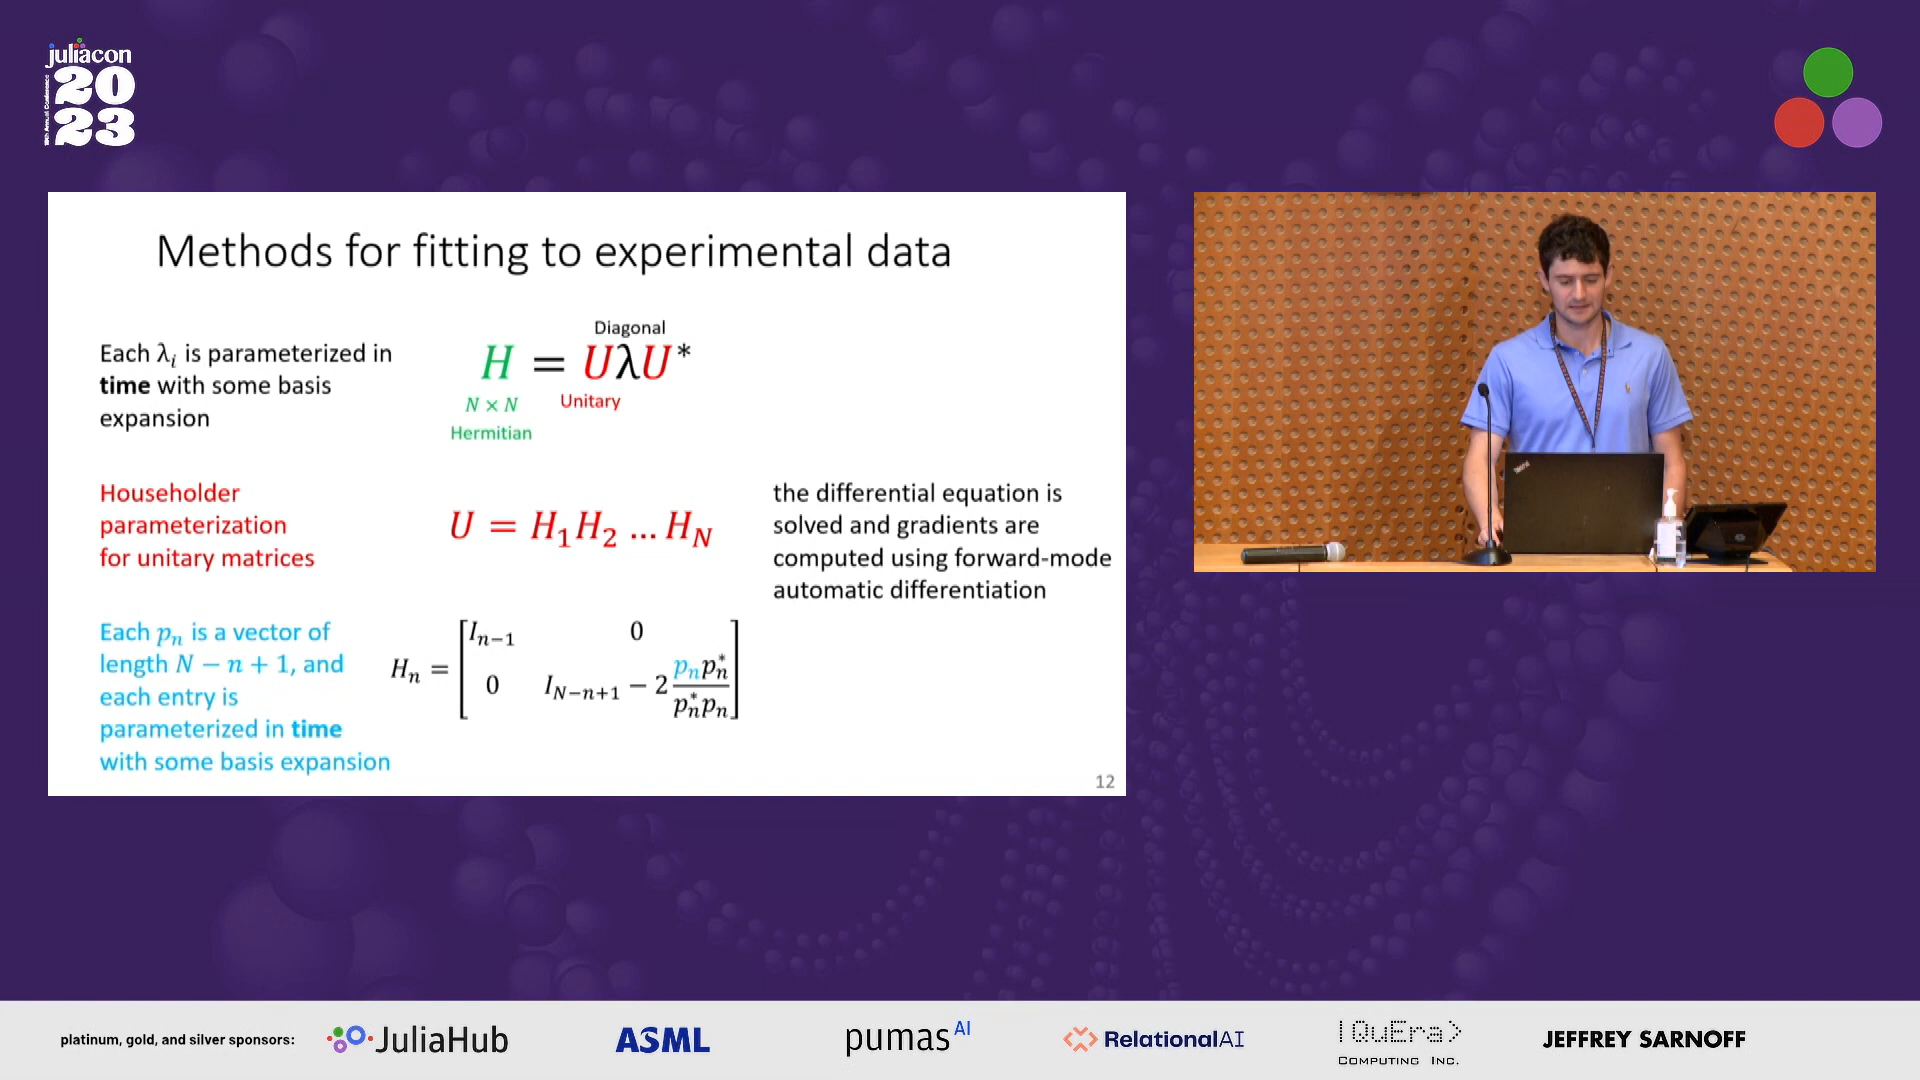 juliacon
20
23
Methods for fitting to experimental data
Each λᵢ is parameterized in
time with some basis
expansion
Diagonal
H = UλU*
N × N
Unitary
Hermitian
Householder
parameterization
for unitary matrices
U = H₁H₂ … H_N
the differential equation is
solved and gradients are
computed using forward-mode
automatic differentiation
Each pₙ is a vector of
length N − n + 1, and
each entry is
parameterized in time
with some basis expansion
Hₙ = [Iₙ₋₁ 0
0 I_{N−n+1} − 2 pₙpₙ* / pₙ*pₙ]
12
platinum, gold, and silver sponsors:
JuliaHub
ASML
pumasAI
RelationalAI
|QuEra>
COMPUTING INC.
JEFFREY SARNOFF